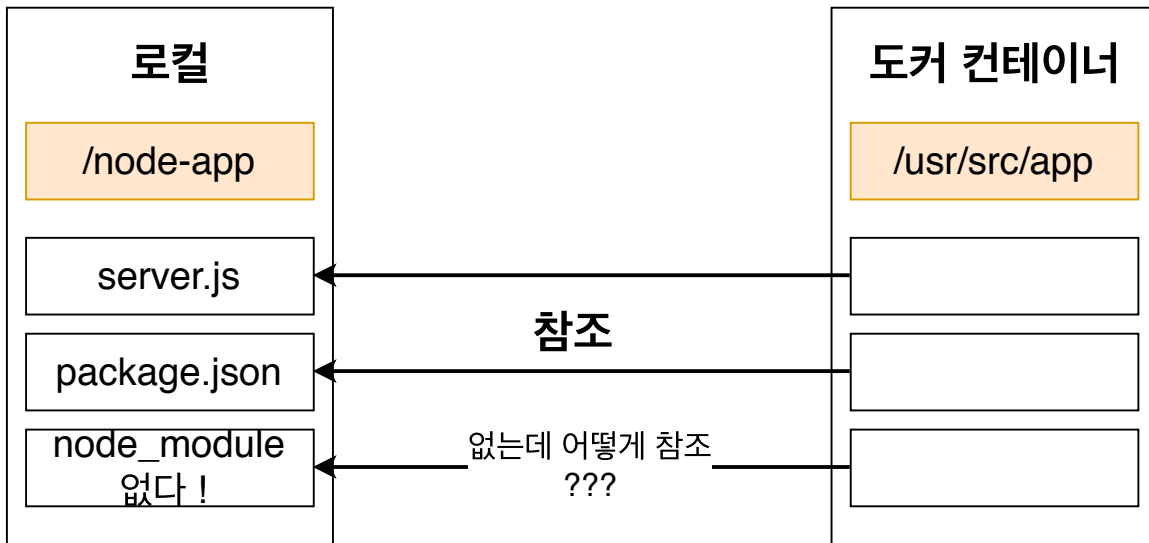 로컬
도커 컨테이너
/node-app
/usr/src/app
server.js
참조
package.json
node_module
없다 !
없는데 어떻게 참조
???